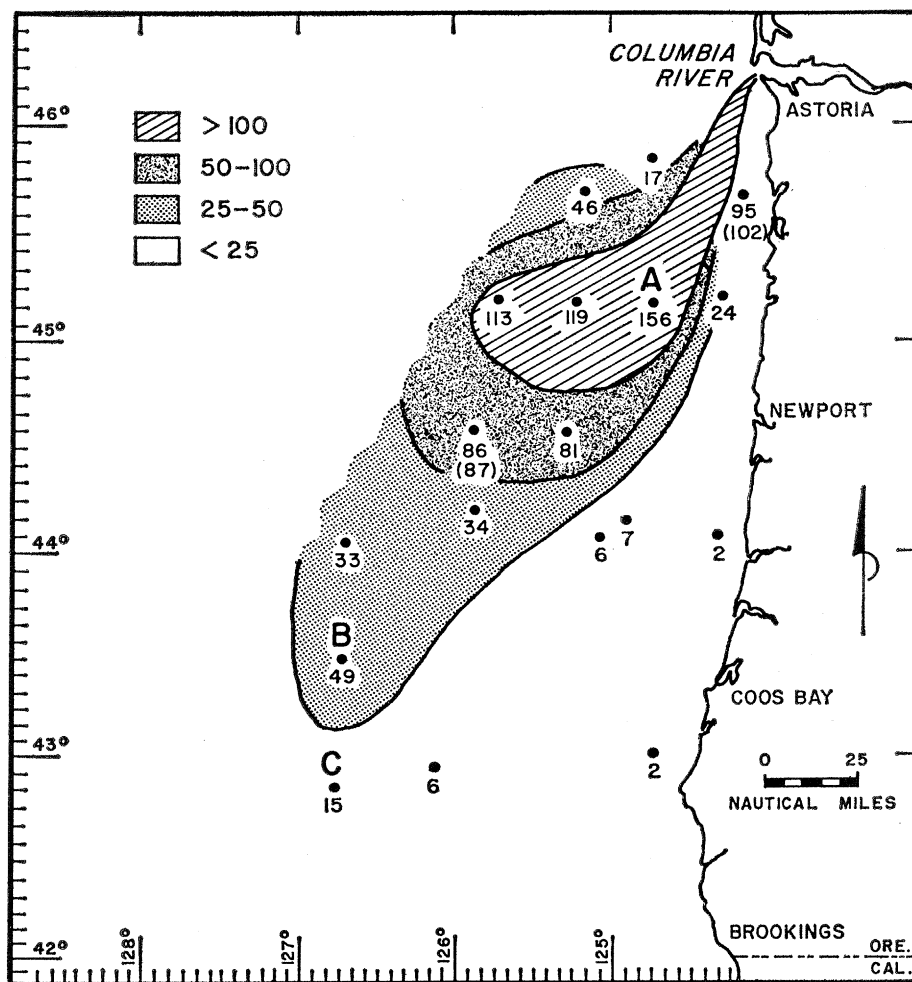 COLUMBIA
RIVER
ASTORIA
46°
> 100
50-100
25-50
< 25
17
46
95
(102)
A
113
119
156
24
45°
NEWPORT
86
(87)
81
34
7
6
2
44°
33
B
49
COOS BAY
43°
C
15
6
2
0 25
NAUTICAL MILES
42°
128°
127°
126°
125°
BROOKINGS
ORE.
CAL.